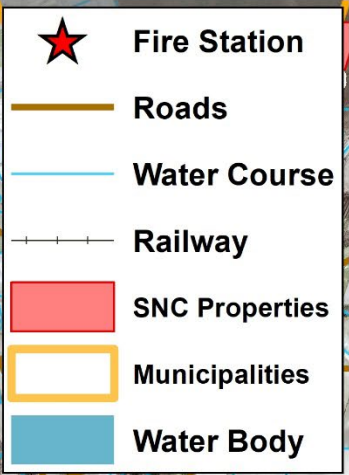 Fire Station
Roads
Water Course
Railway
SNC Properties
Municipalities
Water Body